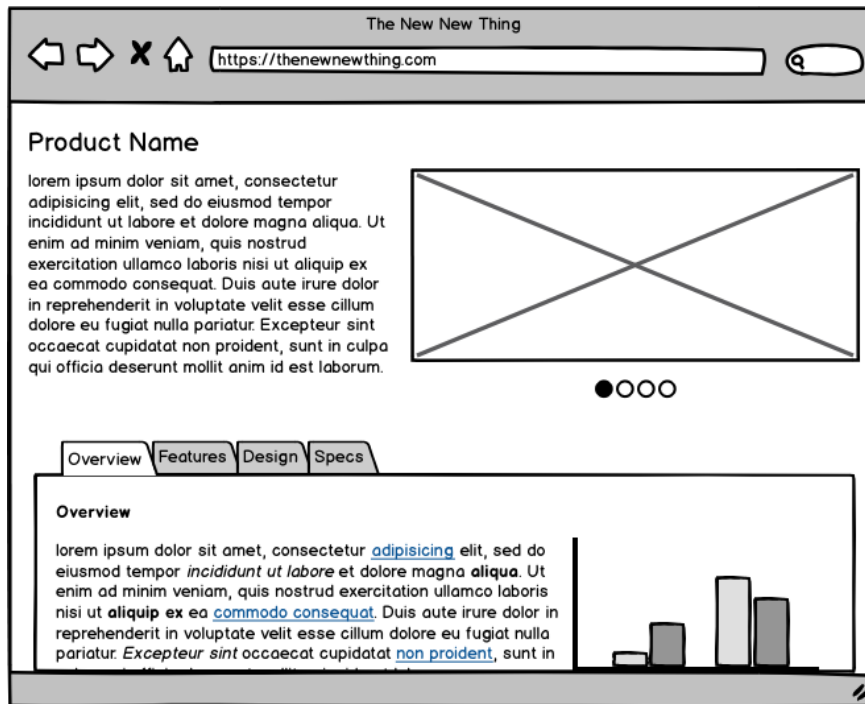 The New New Thing
https://thenewnewthing.com
Product Name
lorem ipsum dolor sit amet, consectetur
adipisicing elit, sed do eiusmod tempor
incididunt ut labore et dolore magna aliqua. Ut
enim ad minim veniam, quis nostrud
exercitation ullamco laboris nisi ut aliquip ex
ea commodo consequat. Duis aute irure dolor
in reprehenderit in voluptate velit esse cillum
dolore eu fugiat nulla pariatur. Excepteur sint
occaecat cupidatat non proident, sunt in culpa
qui officia deserunt mollit anim id est laborum.
Overview Features Design Specs
Overview
lorem ipsum dolor sit amet, consectetur adipisicing elit, sed do
eiusmod tempor incididunt ut labore et dolore magna aliqua. Ut
enim ad minim veniam, quis nostrud exercitation ullamco laboris
nisi ut aliquip ex ea commodo consequat. Duis aute irure dolor in
reprehenderit in voluptate velit esse cillum dolore eu fugiat nulla
pariatur. Excepteur sint occaecat cupidatat non proident, sunt in